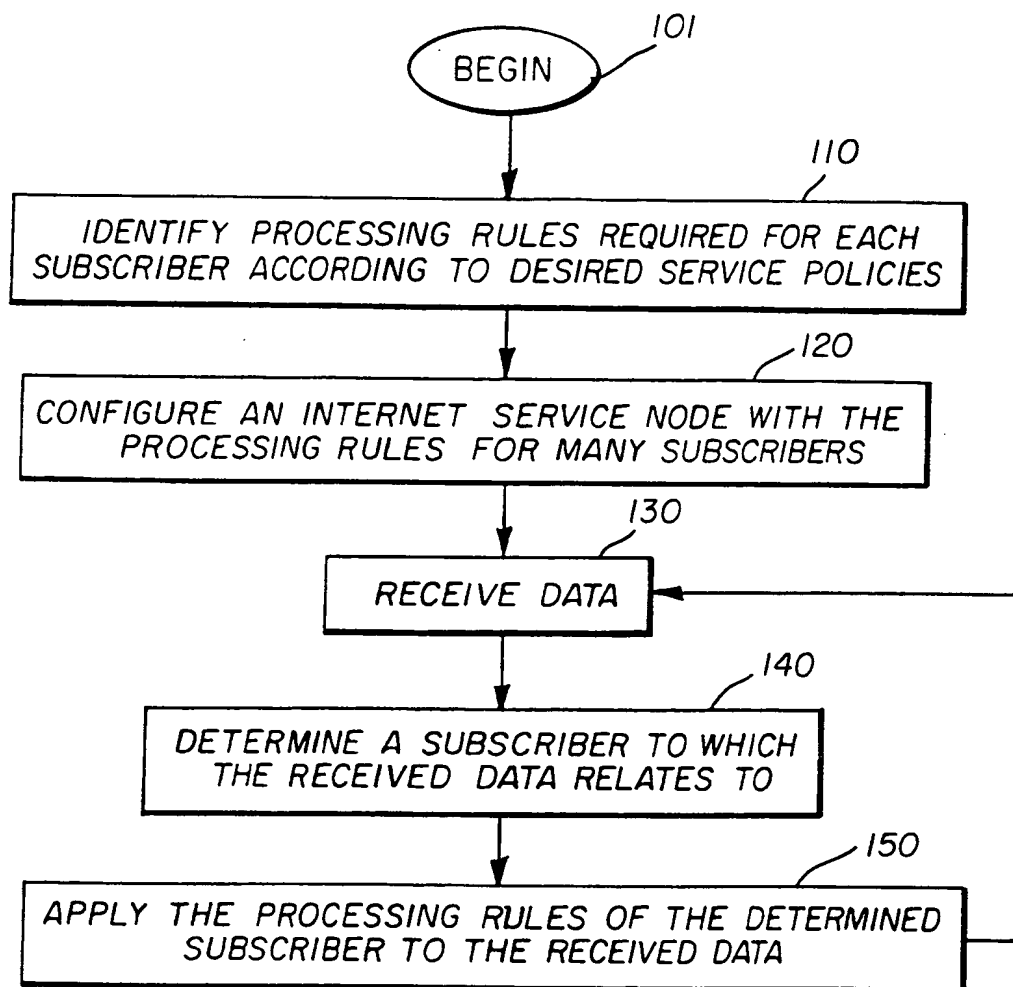 101
BEGIN
110
IDENTIFY PROCESSING RULES REQUIRED FOR EACH
SUBSCRIBER ACCORDING TO DESIRED SERVICE POLICIES
120
CONFIGURE AN INTERNET SERVICE NODE WITH THE
PROCESSING RULES FOR MANY SUBSCRIBERS
130
RECEIVE DATA
140
DETERMINE A SUBSCRIBER TO WHICH
THE RECEIVED DATA RELATES TO
150
APPLY THE PROCESSING RULES OF THE DETERMINED
SUBSCRIBER TO THE RECEIVED DATA